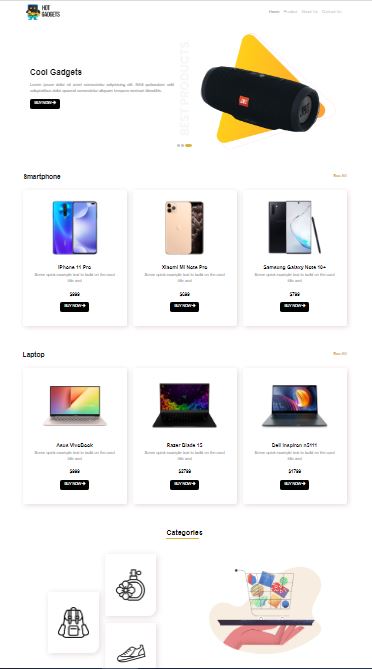 HOT
GADGETS
Home Product About Us Contact Us
BEST PRODUCTS
Cool Gadgets
Lorem ipsum dolor sit amet consectetur adipisicing elit.
BUY NOW
Smartphone
See All
iPhone 11 Pro
Some quick example text to build on the card
title and
$999
BUY NOW
Xiaomi Mi Note Pro
Some quick example text to build on the card
title and
BUY NOW
Samsung Galaxy Note 10+
Some quick example text to build on the card
title and
$799
BUY NOW
Laptop
See All
Asus VivoBook
Some quick example text to build on the card
title and
BUY NOW
Razer Blade 15
Some quick example text to build on the card
title and
$2799
BUY NOW
Dell Inspiron n5111
Some quick example text to build on the card
title and
$1799
BUY NOW
Categories